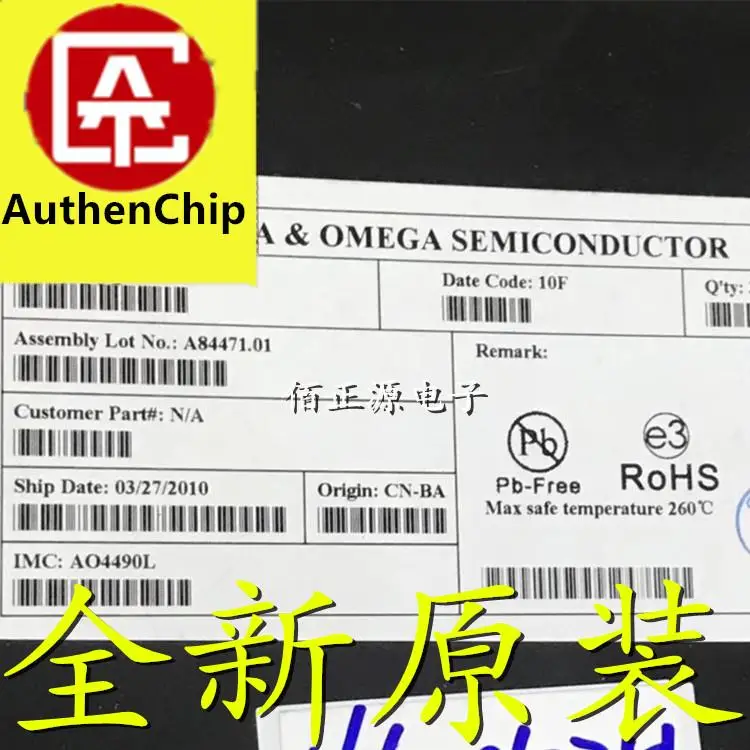 AuthenChip
A & OMEGA SEMICONDUCTOR
Date Code: 10F
Q'ty:
Assembly Lot No.: A84471.01
Remark:
佰正源电子
Customer Part#: N/A
Pb
e3
Pb-Free
RoHS
Ship Date: 03/27/2010
Origin: CN-BA
Max safe temperature 260℃
IMC: AO4490L
全新原装